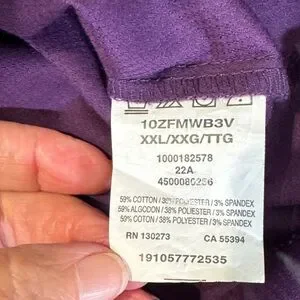 10ZFMWB3V
XXL/XXG/TTG
1000182578
22A
4500086286
59% COTTON / 38% POLYESTER / 3% SPANDEX
59% ALGODON / 38% POLIESTER / 3% SPANDEX
59% COTON / 38% POLYESTER / 3% SPANDEX
RN 130273 CA 55394
191057772535